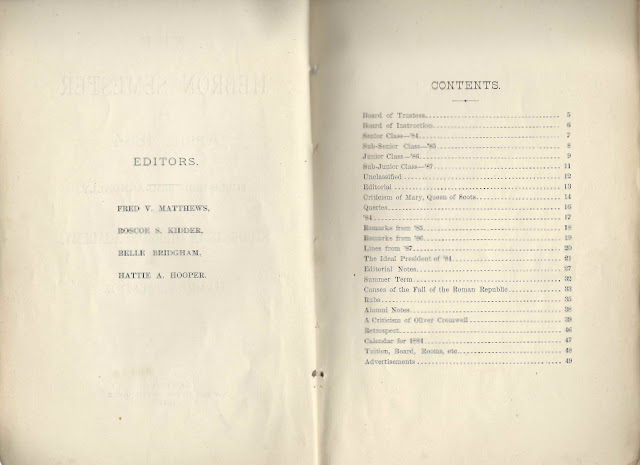 EDITORS.
FRED V. MATTHEWS,
ROSCOE S. KIDDER,
BELLE BRIDGHAM,
HATTIE A. HOOPER.
CONTENTS.
Board of Trustees 5
Board of Instruction 6
Senior Class—'84 7
Sub-Senior Class—'85 8
Junior Class—'86 9
Sub-Junior Class—'87 11
Unclassified 12
Editorial 13
Criticism of Mary, Queen of Scots 14
Queries 16
'84 17
Remarks from '85 18
Remarks from '86 19
Lines from '87 20
The Ideal President of '84 21
Editorial Notes 27
Summer Term 32
Causes of the Fall of the Roman Republic 33
Rubs 35
Alumni Notes 38
A Criticism of Oliver Cromwell 38
Retrospect 46
Calendar for 1884 47
Tuition, Board, Rooms, etc 48
Advertisements 49